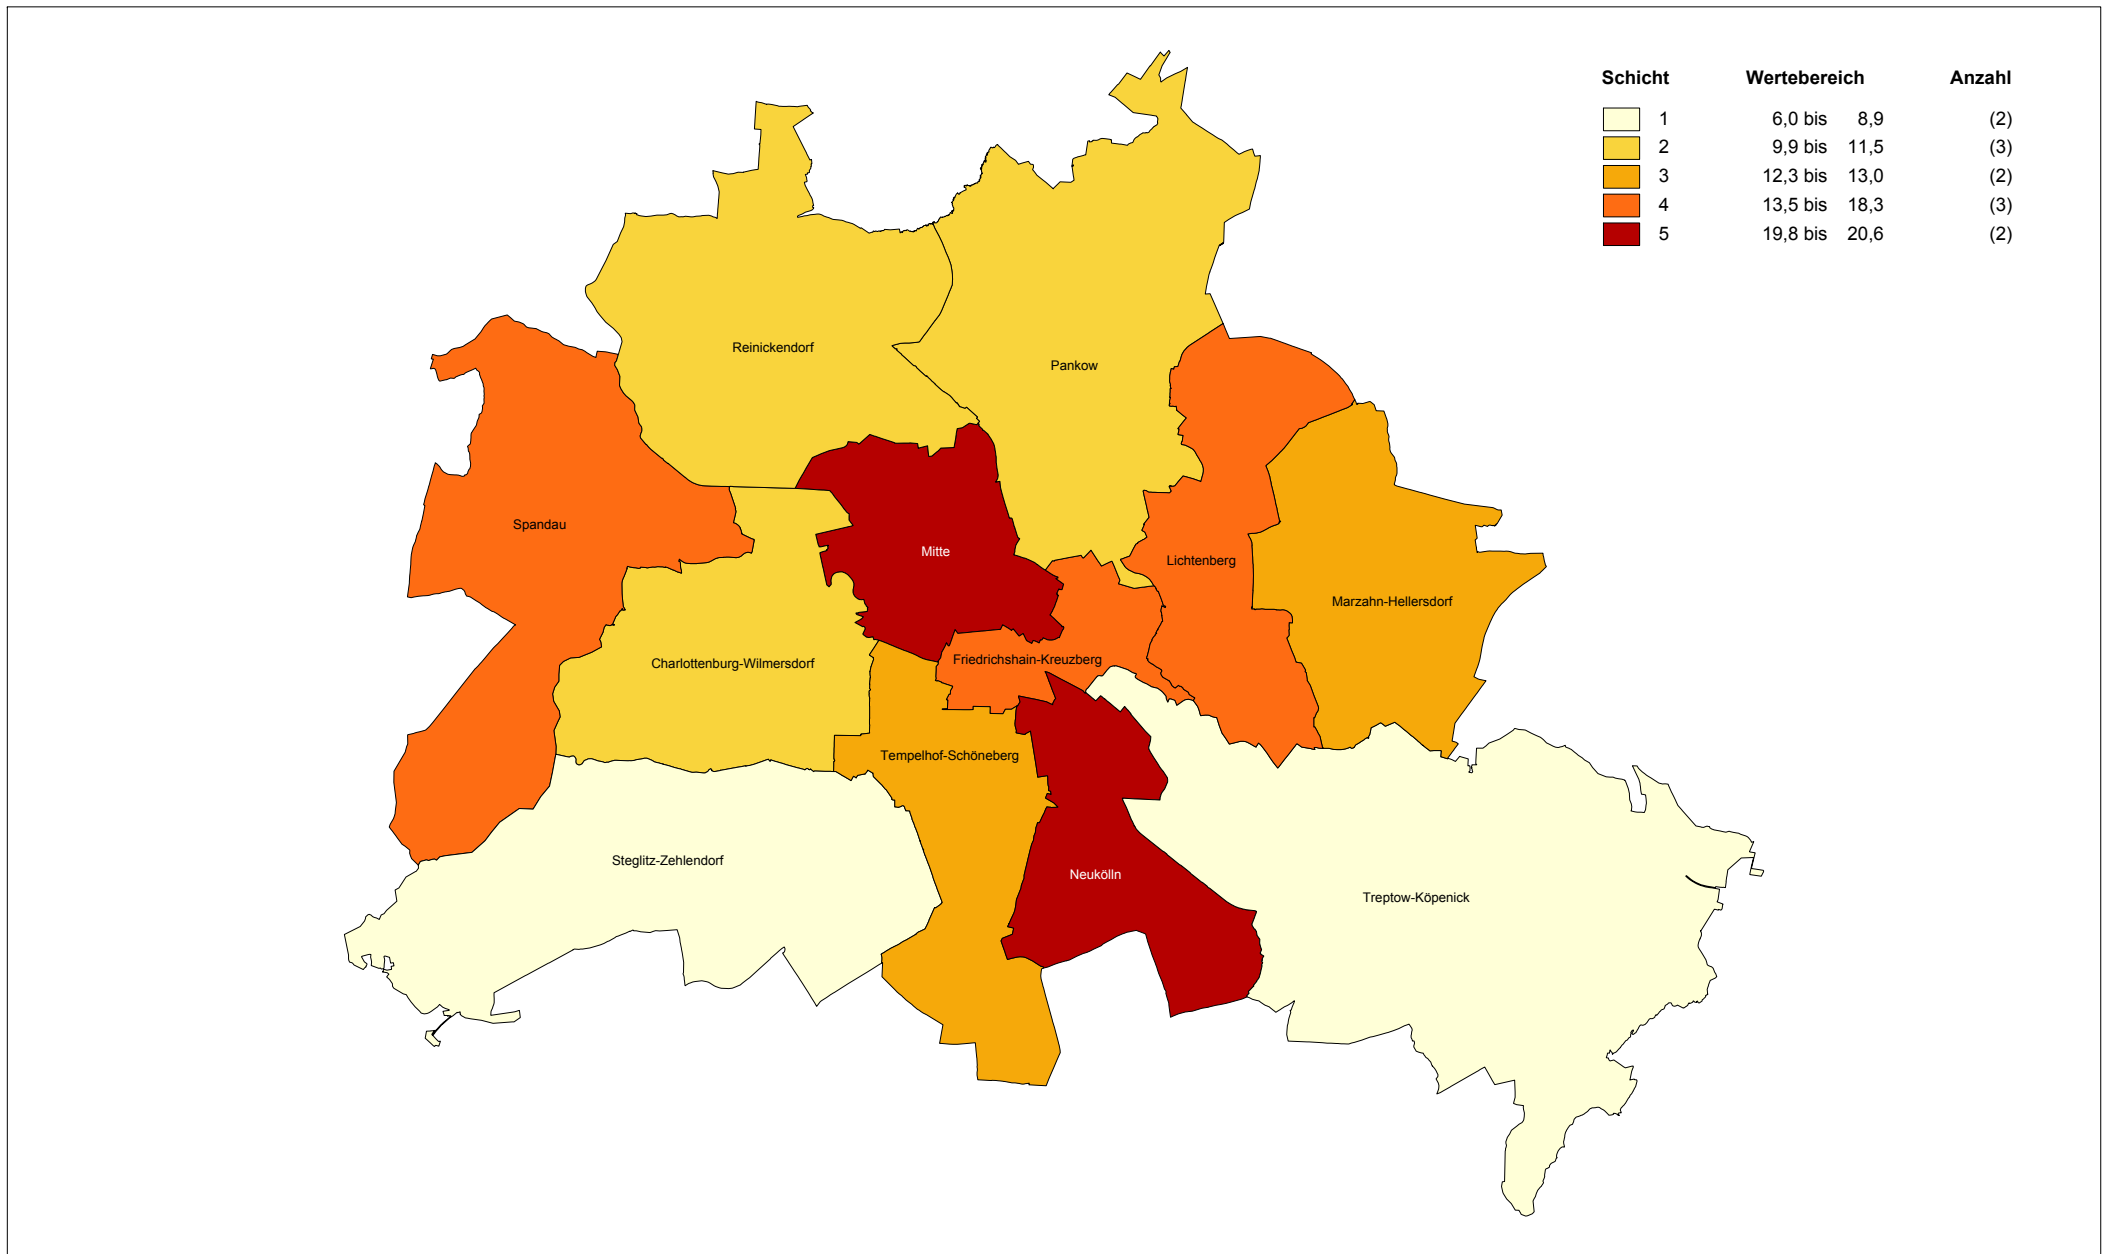 Schicht Wertebereich Anzahl
1 6,0 bis 8,9 (2)
2 9,9 bis 11,5 (3)
3 12,3 bis 13,0 (2)
4 13,5 bis 18,3 (3)
5 19,8 bis 20,6 (2)
Reinickendorf
Pankow
Spandau
Mitte
Lichtenberg
Marzahn-Hellersdorf
Charlottenburg-Wilmersdorf
Friedrichshain-Kreuzberg
Tempelhof-Schöneberg
Steglitz-Zehlendorf
Neukölln
Treptow-Köpenick